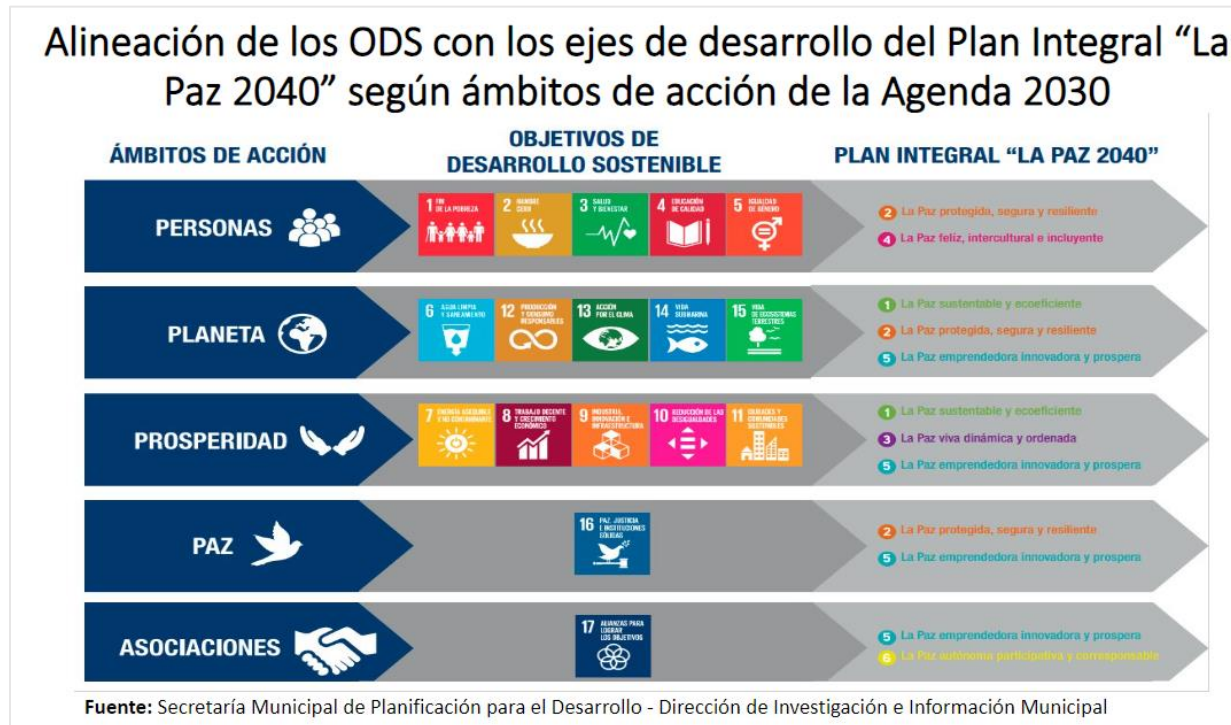 Alineación de los ODS con los ejes de desarrollo del Plan Integral “La
Paz 2040” según ámbitos de acción de la Agenda 2030
ÁMBITOS DE ACCIÓN
OBJETIVOS DE
DESARROLLO SOSTENIBLE
PLAN INTEGRAL “LA PAZ 2040”
PERSONAS
1 FIN
DE LA POBREZA
2 HAMBRE
CERO
3 SALUD
Y BIENESTAR
4 EDUCACIÓN
DE CALIDAD
5 IGUALDAD
DE GÉNERO
2 La Paz protegida, segura y resiliente
4 La Paz feliz, intercultural e incluyente
PLANETA
6 AGUA LIMPIA
Y SANEAMIENTO
12 PRODUCCIÓN
Y CONSUMO
RESPONSABLES
13 ACCIÓN
POR EL CLIMA
14 VIDA
SUBMARINA
15 VIDA
DE ECOSISTEMAS
TERRESTRES
1 La Paz sustentable y ecoeficiente
2 La Paz protegida, segura y resiliente
5 La Paz emprendedora innovadora y prospera
PROSPERIDAD
7 ENERGÍA ASEQUIBLE
Y NO CONTAMINANTE
8 TRABAJO DECENTE
Y CRECIMIENTO
ECONÓMICO
9 INDUSTRIA,
INNOVACIÓN E
INFRAESTRUCTURA
10 REDUCCIÓN DE LAS
DESIGUALDADES
11 CIUDADES Y
COMUNIDADES
SOSTENIBLES
1 La Paz sustentable y ecoeficiente
3 La Paz viva dinámica y ordenada
5 La Paz emprendedora innovadora y prospera
PAZ
16 PAZ, JUSTICIA
E INSTITUCIONES
SÓLIDAS
2 La Paz protegida, segura y resiliente
5 La Paz emprendedora innovadora y prospera
ASOCIACIONES
17 ALIANZAS PARA
LOGRAR
LOS OBJETIVOS
5 La Paz emprendedora innovadora y prospera
6 La Paz autónoma participativa y corresponsable
Fuente: Secretaría Municipal de Planificación para el Desarrollo - Dirección de Investigación e Información Municipal